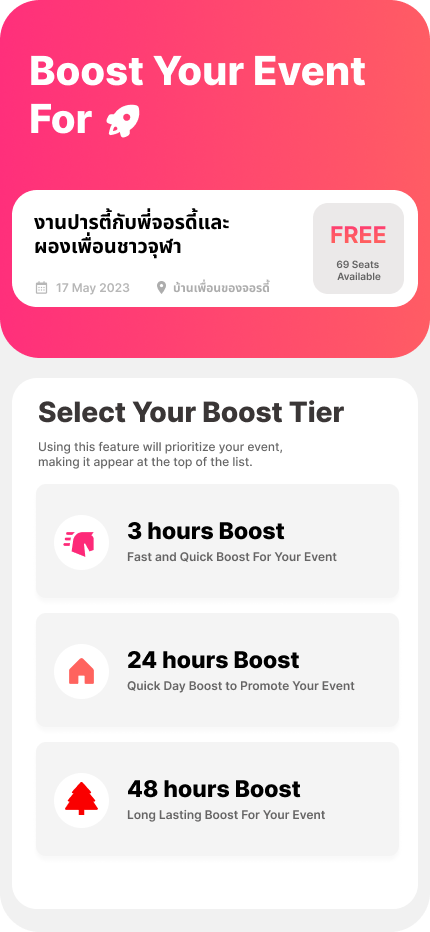 Boost Your Event
For
งานปารตี้กับพี่จอรดี้และ
ผองเพื่อนชาวจุฬา
FREE
69 Seats
Available
17 May 2023
บ้านเพื่อนของจอรดี้
Select Your Boost Tier
Using this feature will prioritize your event,
making it appear at the top of the list.
3 hours Boost
Fast and Quick Boost For Your Event
24 hours Boost
Quick Day Boost to Promote Your Event
48 hours Boost
Long Lasting Boost For Your Event